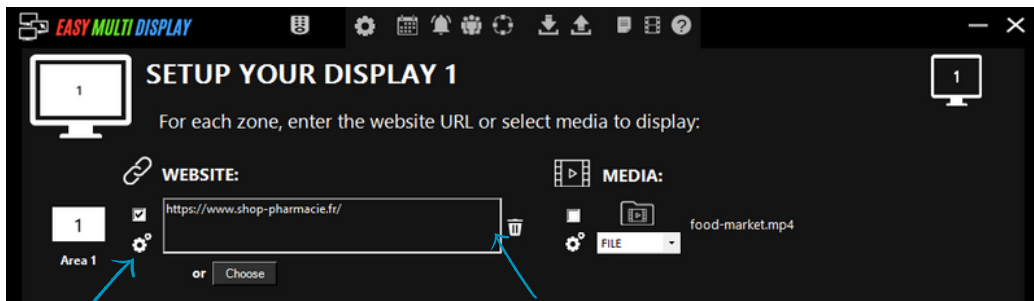 EASY MULTI DISPLAY
1
SETUP YOUR DISPLAY 1
1
For each zone, enter the website URL or select media to display:
WEBSITE:
MEDIA:
1
https://www.shop-pharmacie.fr/
food-market.mp4
FILE
Area 1
or Choose